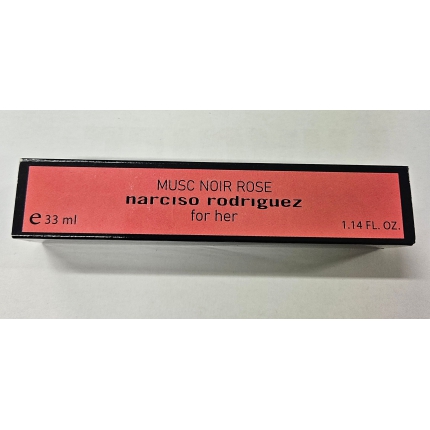 MUSC NOIR ROSE
narciso rodriguez
for her
e 33 ml
1.14 FL. OZ.